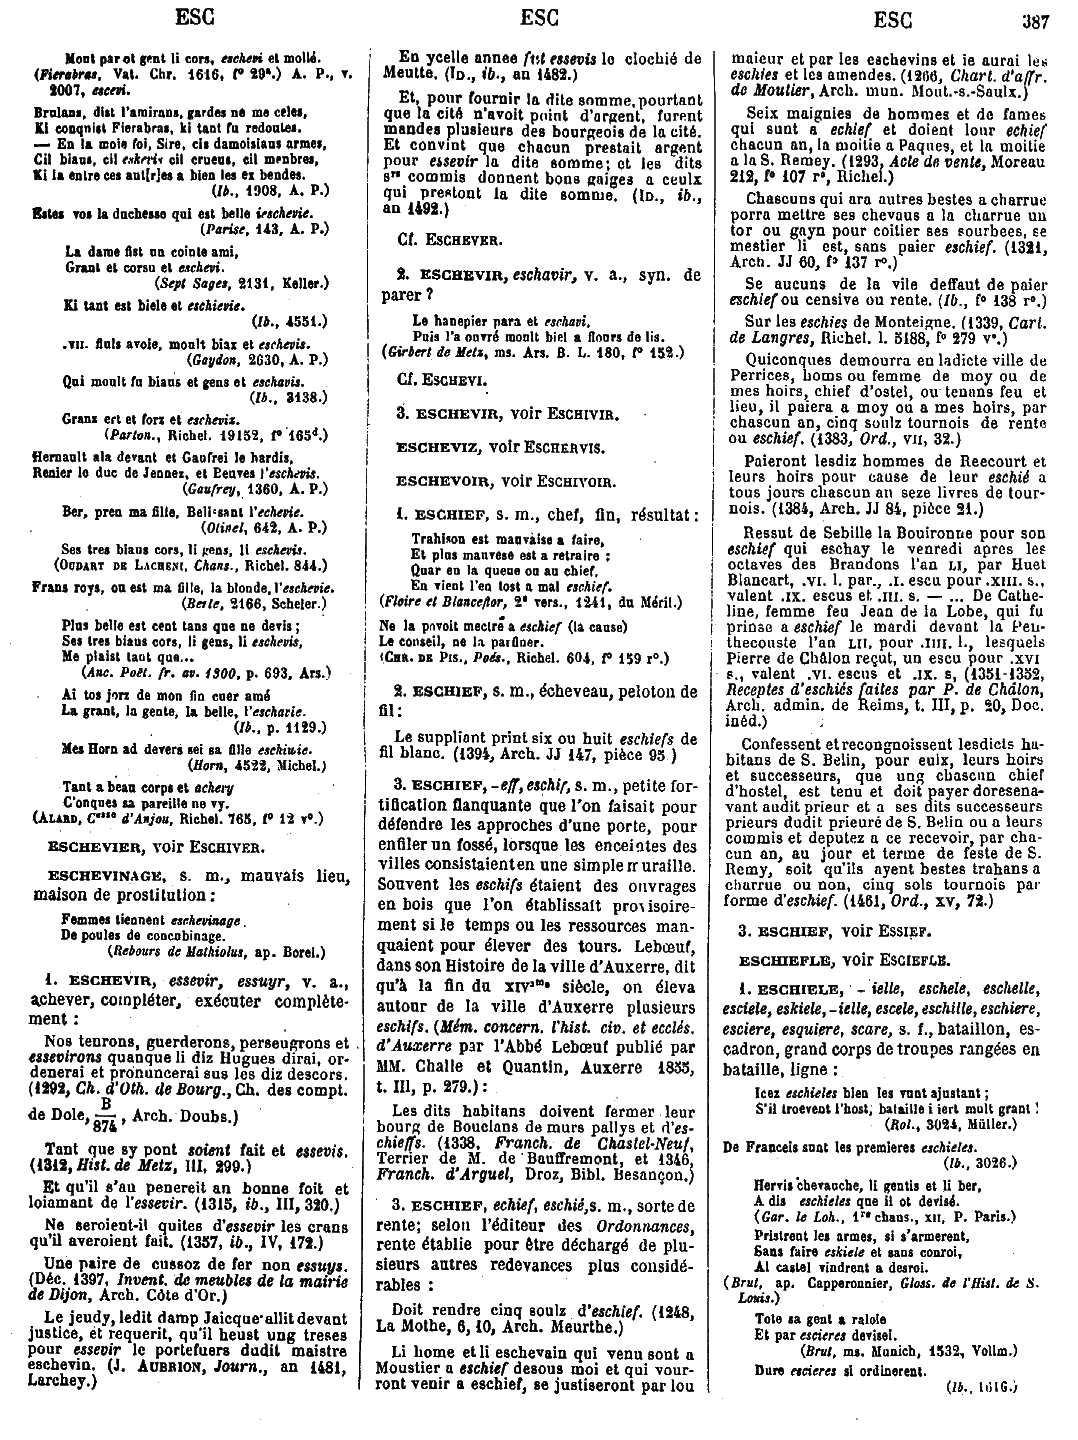 ESC
ESC
ESC
387
Mont par ot gent li cors, eschevi et mollé.
(Fierabras, Vat. Chr. 1616, f° 29ª.) A. P., v.
2007, escevi.
Brulans, dist l'amirans, gardes ne me celes,
Ki conquist Fierabras, ki tant fu redoutes.
— En la moie foi, Sire, cis damoisiaus armes,
Cil blans, cil eskevis cil crueus, cil menbres,
Ki la entre ces aut[r]es a bien les ex bendes.
(Ib., 1908, A. P.)
Estes vos la duchesse qui est belle ieschevie.
(Parise, 143, A. P.)
La dame fist un cointe ami,
Grant et corsu et eschevi.
(Sept Sages, 2131, Keller.)
Ki tant est biele et eschievie.
(Ib., 4551.)
.VII. fiuls avoie, moult biax et eschevis.
(Gaydon, 2630, A. P.)
Qui moult fu biaus et gens et eschavis.
(Ib., 3138.)
Granz ert et forz et escheviz.
(Parton., Richel. 19152, f° 165ᵈ.)
Hernault ala devant et Gaufrei le hardis,
Renier le duc de Jennez, et Eeuves l'eschevis.
(Gaufrey, 1360, A. P.)
Ber, pren ma fille, Belissant l'echevie.
(Otinel, 642, A. P.)
Ses tres biaus cors, li gens, li eschevis.
(OUDART DE LACHENI, Chans., Richel. 844.)
Frans roys, ou est ma fille, la blonde, l'eschevie.
(Berte, 2166, Scheler.)
Plus belle est cent tans que ne devis ;
Ses tres biaus cors, li gens, li eschevis,
Me plaist tant que...
(Anc. Poët. fr. av. 1300, p. 693, Ars.)
Ai tos jorz de mon fin cuer amé
La grant, la gente, la belle, l'escharie.
(Ib., p. 1129.)
Mes Horn ad devers sei sa fille eschiwie.
(Horn, 4522, Michel.)
Tant a beau corps et achery
C'onques sa pareille ne vy.
(ALARD, Cᵉˢˢᵉ d'Anjou, Richel. 765, f° 12 v°.)
ESCHEVIER, voir ESCHIVER.
ESCHEVINAGE, s. m., mauvais lieu,
maison de prostitution :
Femmes tiennent eschevinage.
De poules de concubinage.
(Rebours de Mathiolus, ap. Borel.)
1. ESCHEVIR, essevir, essuyr, v. a.,
achever, compléter, exécuter complète-
ment :
Nos tenrons, guerderons, perseugrons et
essevirons quanque li diz Hugues dirai, or-
denerai et pronuncerai sus les diz descors.
(1292, Ch. d'Oth. de Bourg., Ch. des compt.
de Dole, B/874, Arch. Doubs.)
Tant que sy pont soient fait et essevis.
(1312, Hist. de Metz, III, 299.)
Et qu'il s'an penereit an bonne foit et
loiamant de l'essevir. (1315, ib., III, 320.)
Ne seroient-il quites d'essevir les crans
qu'il averoient fait. (1357, ib., IV, 172.)
Une paire de cussoz de fer non essuys.
(Déc. 1397, Invent. de meubles de la mairie
de Dijon, Arch. Côte d'Or.)
Le jeudy, ledit damp Jaicque allit devant
justice, et requerit, qu'il heust ung treses
pour essevir le portefuers dudit maistre
eschevin. (J. AUBRION, Journ., an 1481,
Larchey.)
En ycelle annee fut essevis lo clochié de
Meutte. (ID., ib., an 1482.)
Et, pour fournir la dite somme, pourtant
que la cité n'avoit point d'argent, furent
mandes plusieurs des bourgeois de la cité.
Et convint que chacun prestait argent
pour essevir la dite somme; et les dits
sʳˢ commis donnent bons gaiges a ceulx
qui prestont la dite somme. (ID., ib.,
an 1492.)
Cf. ESCHEVER.
2. ESCHEVIR, eschavir, v. a., syn. de
parer ?
Le hanepier para et eschavi,
Puis l'a ouvré moult biel a flours de lis.
(Girbert de Metz, ms. Ars. B. L. 180, f° 152.)
Cf. ESCHEVI.
3. ESCHEVIR, voir ESCHIVIR.
ESCHEVIZ, voir ESCHERVIS.
ESCHEVOIR, voir ESCHIVOIR.
1. ESCHIEF, s. m., chef, fin, résultat :
Trahison est mauvaise a faire,
Et plus mauvese est a retraire ;
Quar en la queue ou au chief,
En vient l'en tost a mal eschief.
(Floire et Blanceflor, 2ᵉ vers., 1241, du Méril.)
Ne la povoit mectre a eschief (la cause)
Le conseil, ne la parfiner.
(CHR. DE PIS., Poés., Richel. 604, f° 159 r°.)
2. ESCHIEF, s. m., écheveau, peloton de
fil :
Le suppliant print six ou huit eschiefs de
fil blanc. (1394, Arch. JJ 147, pièce 95)
3. ESCHIEF, -eff, eschif, s. m., petite for-
tification flanquante que l'on faisait pour
défendre les approches d'une porte, pour
enfiler un fossé, lorsque les enceintes des
villes consistaient en une simple muraille.
Souvent les eschifs étaient des ouvrages
en bois que l'on établissait provisoire-
ment si le temps ou les ressources man-
quaient pour élever des tours. Lebœuf,
dans son Histoire de la ville d'Auxerre, dit
qu'à la fin du XIVᵐᵉ siècle, on éleva
autour de la ville d'Auxerre plusieurs
eschifs. (Mém. concern. l'hist. civ. et ecclés.
d'Auxerre par l'Abbé Lebœuf publié par
MM. Challe et Quantin, Auxerre 1855,
t. III, p. 279.) :
Les dits habitans doivent fermer leur
bourg de Bouclans de murs pallys et d'es-
chieffs. (1338, Franch. de Chastel-Neuf,
Terrier de M. de Bauffremont, et 1346,
Franch. d'Arguel, Droz, Bibl. Besançon.)
3. ESCHIEF, echief, eschié, s. m., sorte de
rente; selon l'éditeur des Ordonnances,
rente établie pour être déchargé de plu-
sieurs autres redevances plus considé-
rables :
Doit rendre cinq soulz d'eschief. (1248,
La Mothe, 6, 10, Arch. Meurthe.)
Li home et li eschevain qui venu sont a
Moustier a eschief desous moi et qui vour-
ront venir a eschief, se justiseront par lou
maieur et par les eschevins et ie aurai les
eschies et les amendes. (1266, Chart. d'affr.
de Moutier, Arch. mun. Mout.-s.-Saulx.)
Seix maignies de hommes et de fames
qui sunt a echief et doient lour echief
chascun an, la moitie a Paques, et la moitie
a la S. Remey. (1293, Acte de vente, Moreau
212, f° 107 r°, Richel.)
Chascuns qui ara autres bestes a charrue
porra mettre ses chevaus a la charrue un
tor ou gayn pour coitier ses sourbees, se
mestier li est, sans paier eschief. (1321,
Arch. JJ 60, f° 137 r°.)
Se aucuns de la vile deffaut de paier
eschief ou censive ou rente. (Ib., f° 138 r°.)
Sur les eschies de Monteigne. (1339, Cart.
de Langres, Richel. l. 5188, f° 279 v°.)
Quiconques demourra en ladicte ville de
Perrices, homs ou femme de moy ou de
mes hoirs, chief d'ostel, ou tenans feu et
lieu, il paiera a moy ou a mes hoirs, par
chascun an, cinq soulz tournois de rente
ou eschief. (1383, Ord., VII, 32.)
Paieront lesdiz hommes de Reecourt et
leurs hoirs pour cause de leur eschié a
tous jours chascun an seze livres de tour-
nois. (1384, Arch. JJ 84, pièce 21.)
Ressut de Sebille la Bouironne pour son
eschief qui eschay le venredi apres les
octaves des Brandons l'an LI, par Huet
Blancart, .VI. l. par., .I. escu pour .XIII. s.,
valent .IX. escus et .III. s. — ... De Cathe-
line, femme feu Jean de la Lobe, qui fu
prinse a eschief le mardi devant la Peu-
thecouste l'an LII, pour .IIII. l., lesquels
Pierre de Châlon reçut, un escu pour .XVI
s., valent .VI. escus et .IX. s, (1351-1352,
Receptes d'eschiés faites par P. de Châlon,
Arch. admin. de Reims, t. III, p. 20, Doc.
inéd.)
Confessent et recongnoissent lesdicts ha-
bitans de S. Belin, pour eulx, leurs hoirs
et successeurs, que ung chascun chief
d'hostel, est tenu et doit payer doresena-
vant audit prieur et a ses dits successeurs
prieurs dudit prieuré de S. Belin ou a leurs
commis et deputez a ce recevoir, par cha-
cun an, au jour et terme de feste de S.
Remy, soit qu'ils ayent bestes trahans a
charrue ou non, cinq sols tournois par
forme d'eschief. (1461, Ord., XV, 72.)
3. ESCHIEF, voir ESSIEF.
ESCHIEFLE, voir ESCIEFLE.
1. ESCHIELE, - ielle, eschele, eschelle,
esciele, eskiele, -ielle, escele, eschille, eschiere,
esciere, esquiere, scare, s. f., bataillon, es-
cadron, grand corps de troupes rangées en
bataille, ligne :
Icez eschieles bien les vunt ajustant ;
S'il troevent l'host, bataille i iert mult grant !
(Rol., 3024, Müller.)
De Franceis sunt les premieres eschieles.
(Ib., 3026.)
Hervis chevauche, li gentis et li ber,
A dis eschieles que il ot devisé.
(Gar. le Loh., 1ʳᵉ chans., XII, P. Paris.)
Pristrent les armes, si s'armerent,
Sans faire eskiele et sans conroi,
Al castel vindrent a desroi.
(Brut, ap. Capperonnier, Gloss. de l'Hist. de S.
Louis.)
Tote sa gent a raloie
Et par escieres devisel.
(Brut, ms. Munich, 1532, Vollm.)
Dure escieres si ordinerent.
(Ib., 1616.)